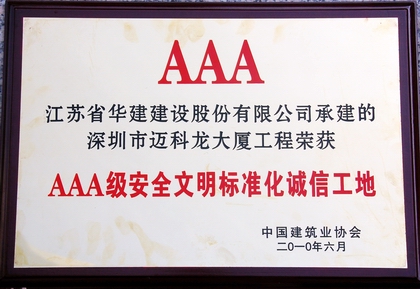 AAA
江苏省华建建设股份有限公司承建的
深圳市迈科龙大厦工程荣获
AAA级安全文明标准化诚信工地
中国建筑业协会
二〇一〇年六月